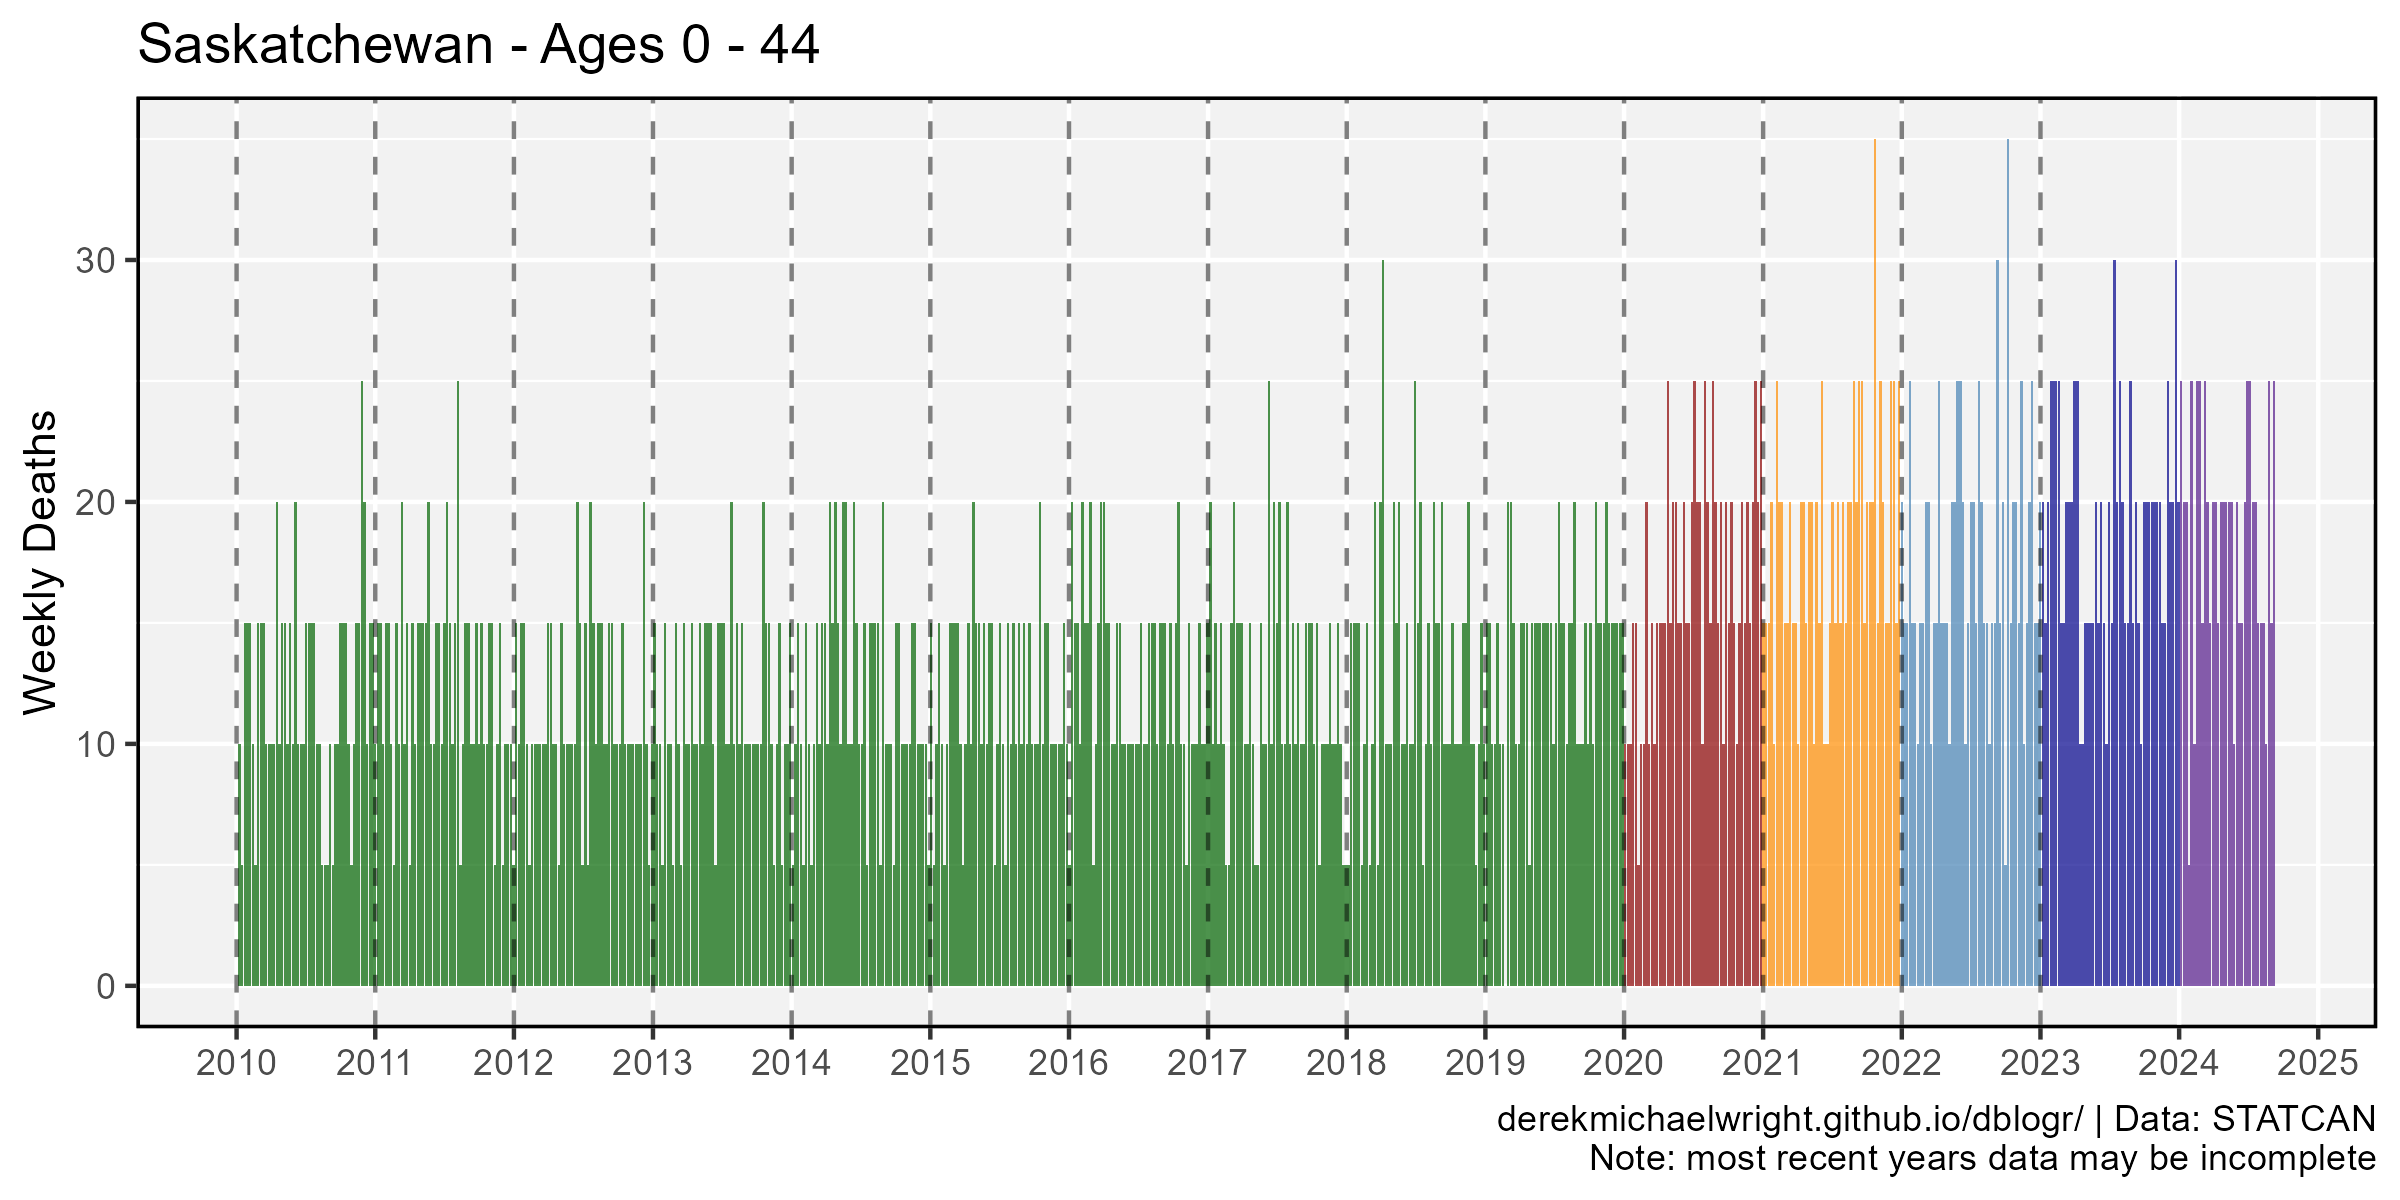 Saskatchewan - Ages 0 - 44
Weekly Deaths
30
20
10
0
2010 2011 2012 2013 2014 2015 2016 2017 2018 2019 2020 2021 2022 2023 2024 2025
derekmichaelwright.github.io/dblogr/ | Data: STATCAN
Note: most recent years data may be incomplete